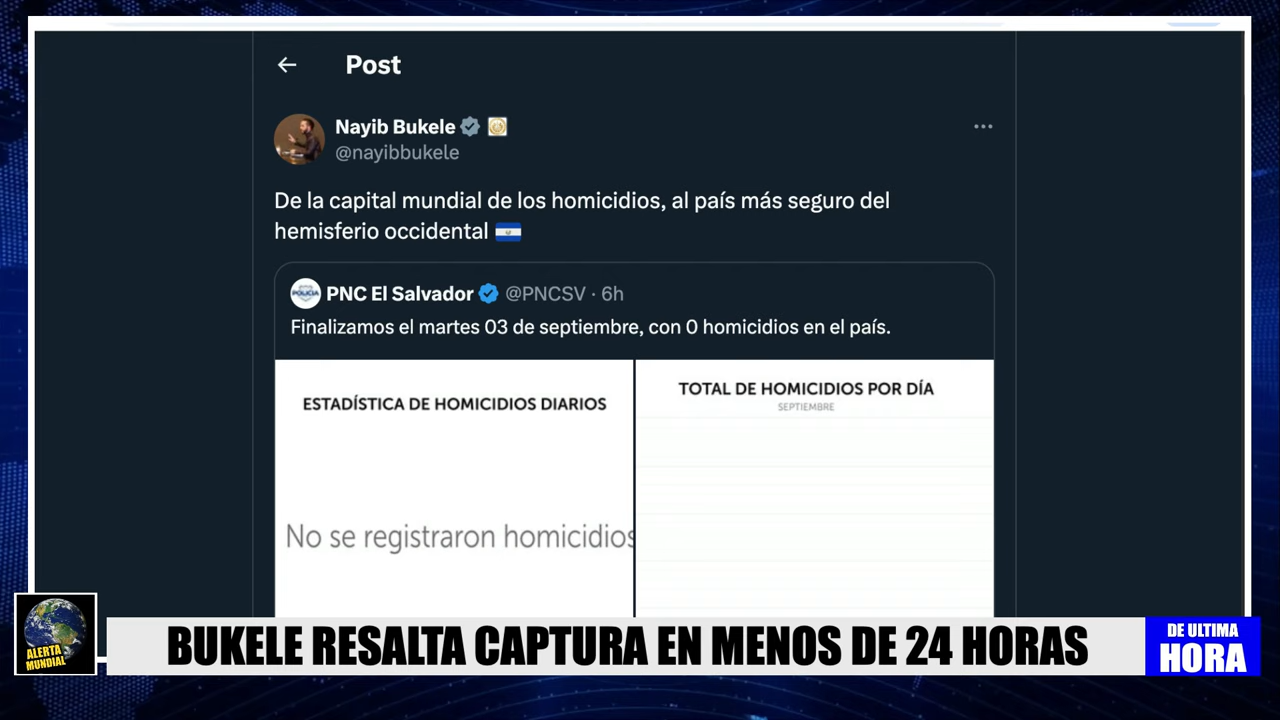 Post
Nayib Bukele
@nayibbukele
De la capital mundial de los homicidios, al país más seguro del
hemisferio occidental
POLICIA
PNC El Salvador @PNCSV · 6h
Finalizamos el martes 03 de septiembre, con 0 homicidios en el país.
ESTADÍSTICA DE HOMICIDIOS DIARIOS
No se registraron homicidios
TOTAL DE HOMICIDIOS POR DÍA
SEPTIEMBRE
ALERTA
MUNDIAL
BUKELE RESALTA CAPTURA EN MENOS DE 24 HORAS
DE ULTIMA
HORA